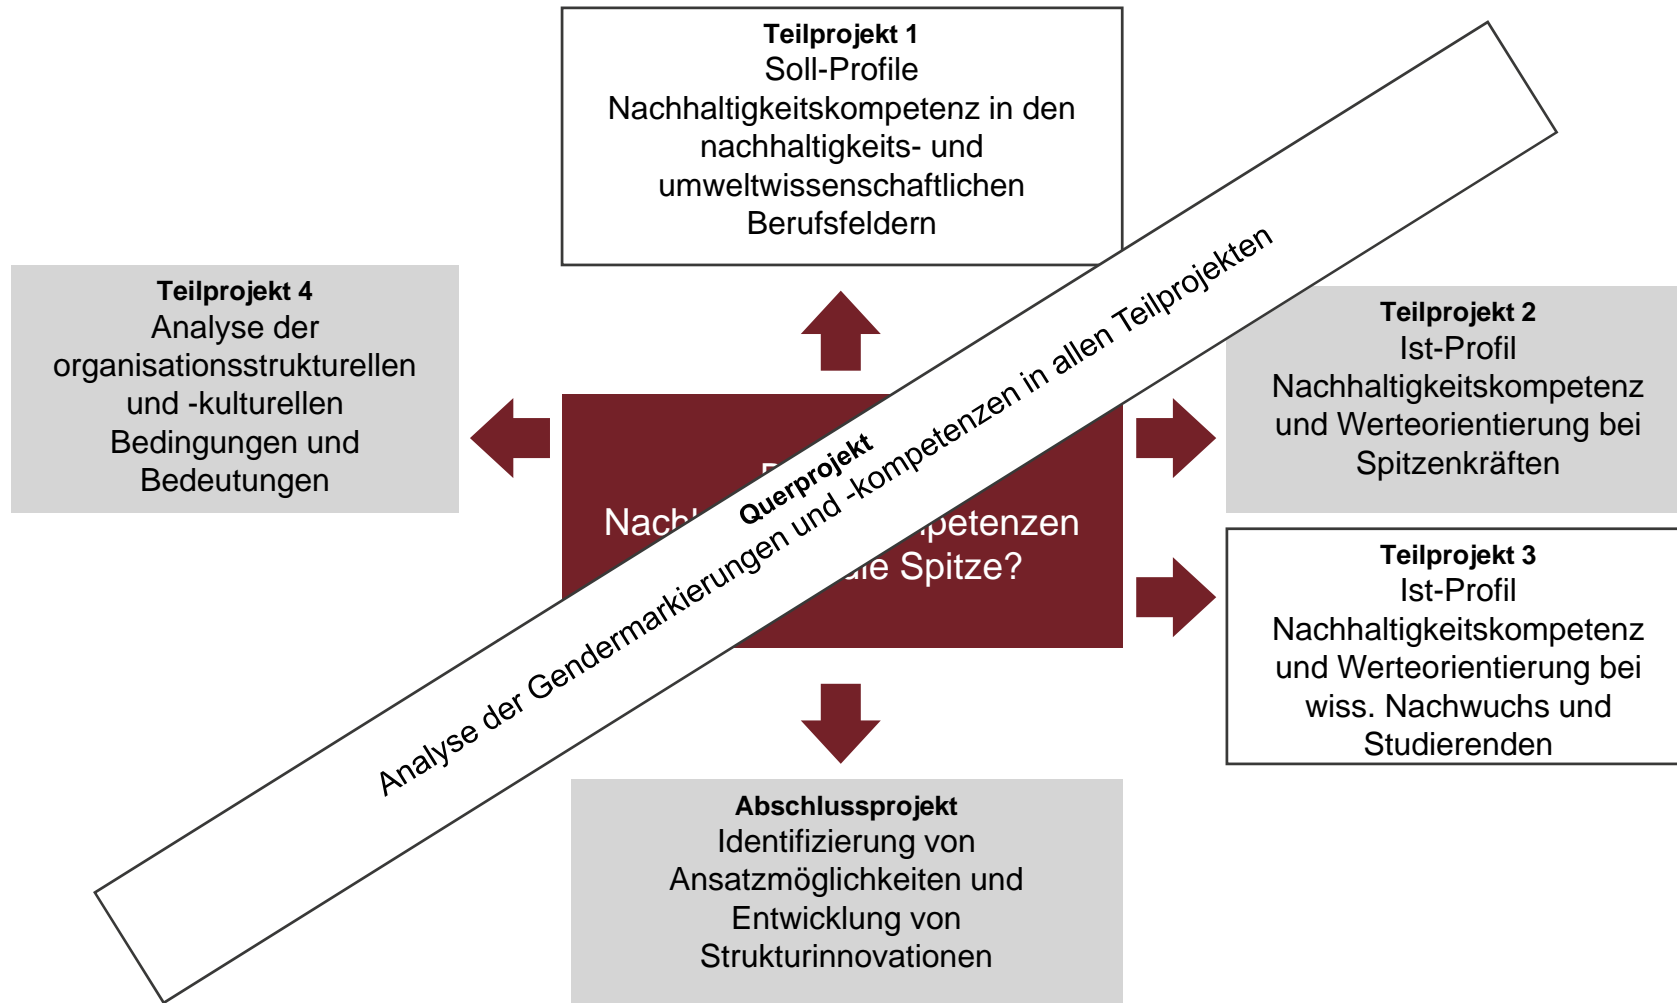 Teilprojekt 1
Soll-Profile
Nachhaltigkeitskompetenz in den
nachhaltigkeits- und
umweltwissenschaftlichen
Berufsfeldern
Teilprojekt 4
Analyse der
organisationsstrukturellen
und -kulturellen
Bedingungen und
Bedeutungen
Querprojekt
Analyse der Gendermarkierungen und -kompetenzen in allen Teilprojekten
die Spitze?
Teilprojekt 2
Ist-Profil
Nachhaltigkeitskompetenz
und Werteorientierung bei
Spitzenkräften
Teilprojekt 3
Ist-Profil
Nachhaltigkeitskompetenz
und Werteorientierung bei
wiss. Nachwuchs und
Studierenden
Abschlussprojekt
Identifizierung von
Ansatzmöglichkeiten und
Entwicklung von
Strukturinnovationen